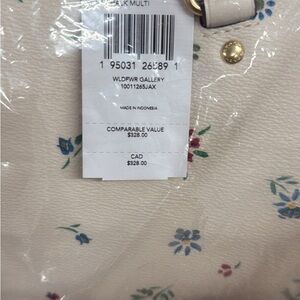 LK MULTI
1 95031 26589 1
WLDFWR GALLERY
10011265JAX
MADE IN INDONESIA
COMPARABLE VALUE
$328.00
CAD
$328.00